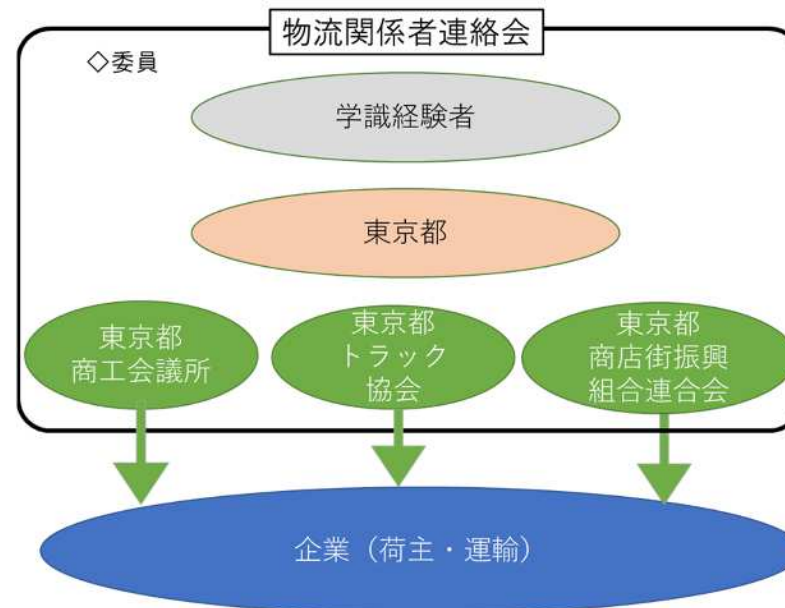 物流関係者連絡会
◇委員
学識経験者
東京都
東京都
商工会議所
東京都
トラック
協会
東京都
商店街振興
組合連合会
企業（荷主・運輸）